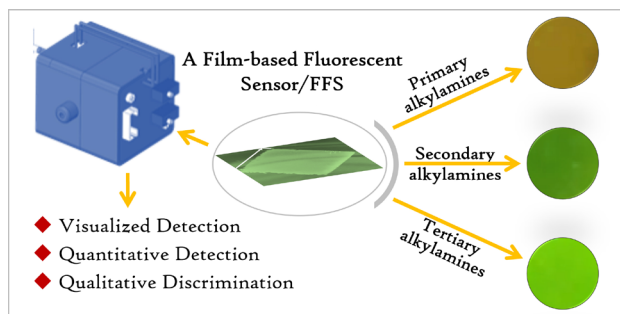 A Film-based Fluorescent
Sensor/FFS
Primary
alkylamines
Secondary
alkylamines
Tertiary
alkylamines
Visualized Detection
Quantitative Detection
Qualitative Discrimination